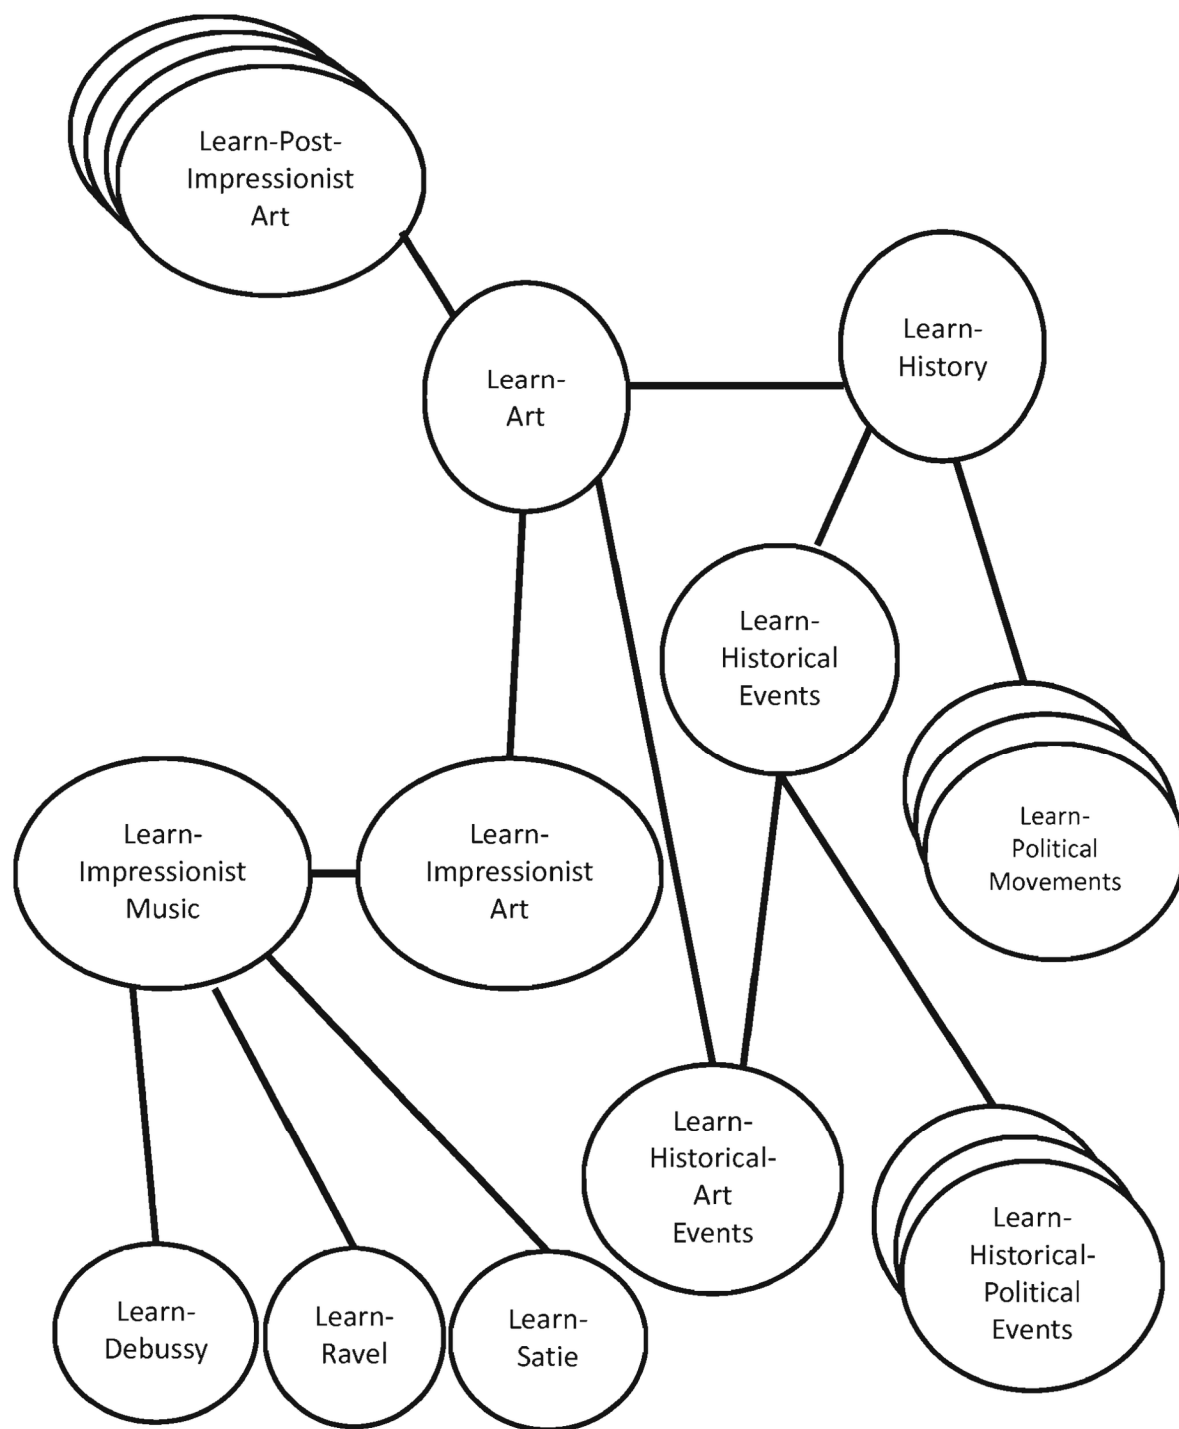 Learn-Post-
Impressionist
Art
Learn-
Art
Learn-
History
Learn-
Historical
Events
Learn-
Political
Movements
Learn-
Impressionist
Music
Learn-
Impressionist
Art
Learn-
Historical-
Art
Events
Learn-
Historical-
Political
Events
Learn-
Debussy
Learn-
Ravel
Learn-
Satie